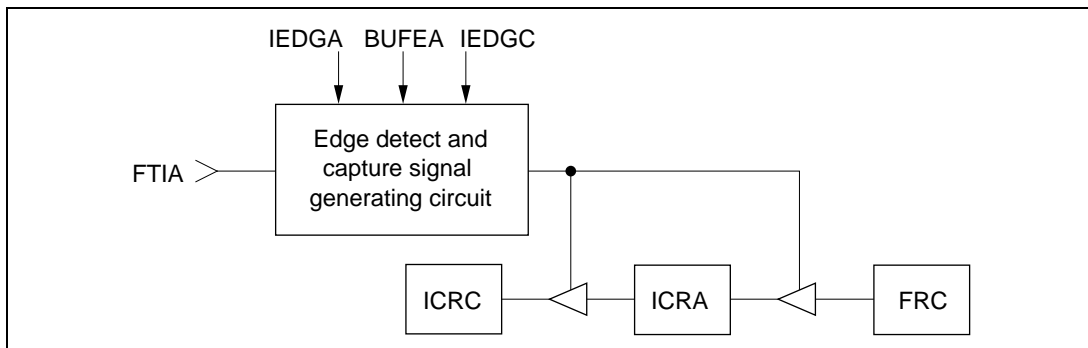 IEDGA BUFEA IEDGC
Edge detect and
capture signal
generating circuit
FTIA
ICRC ICRA FRC